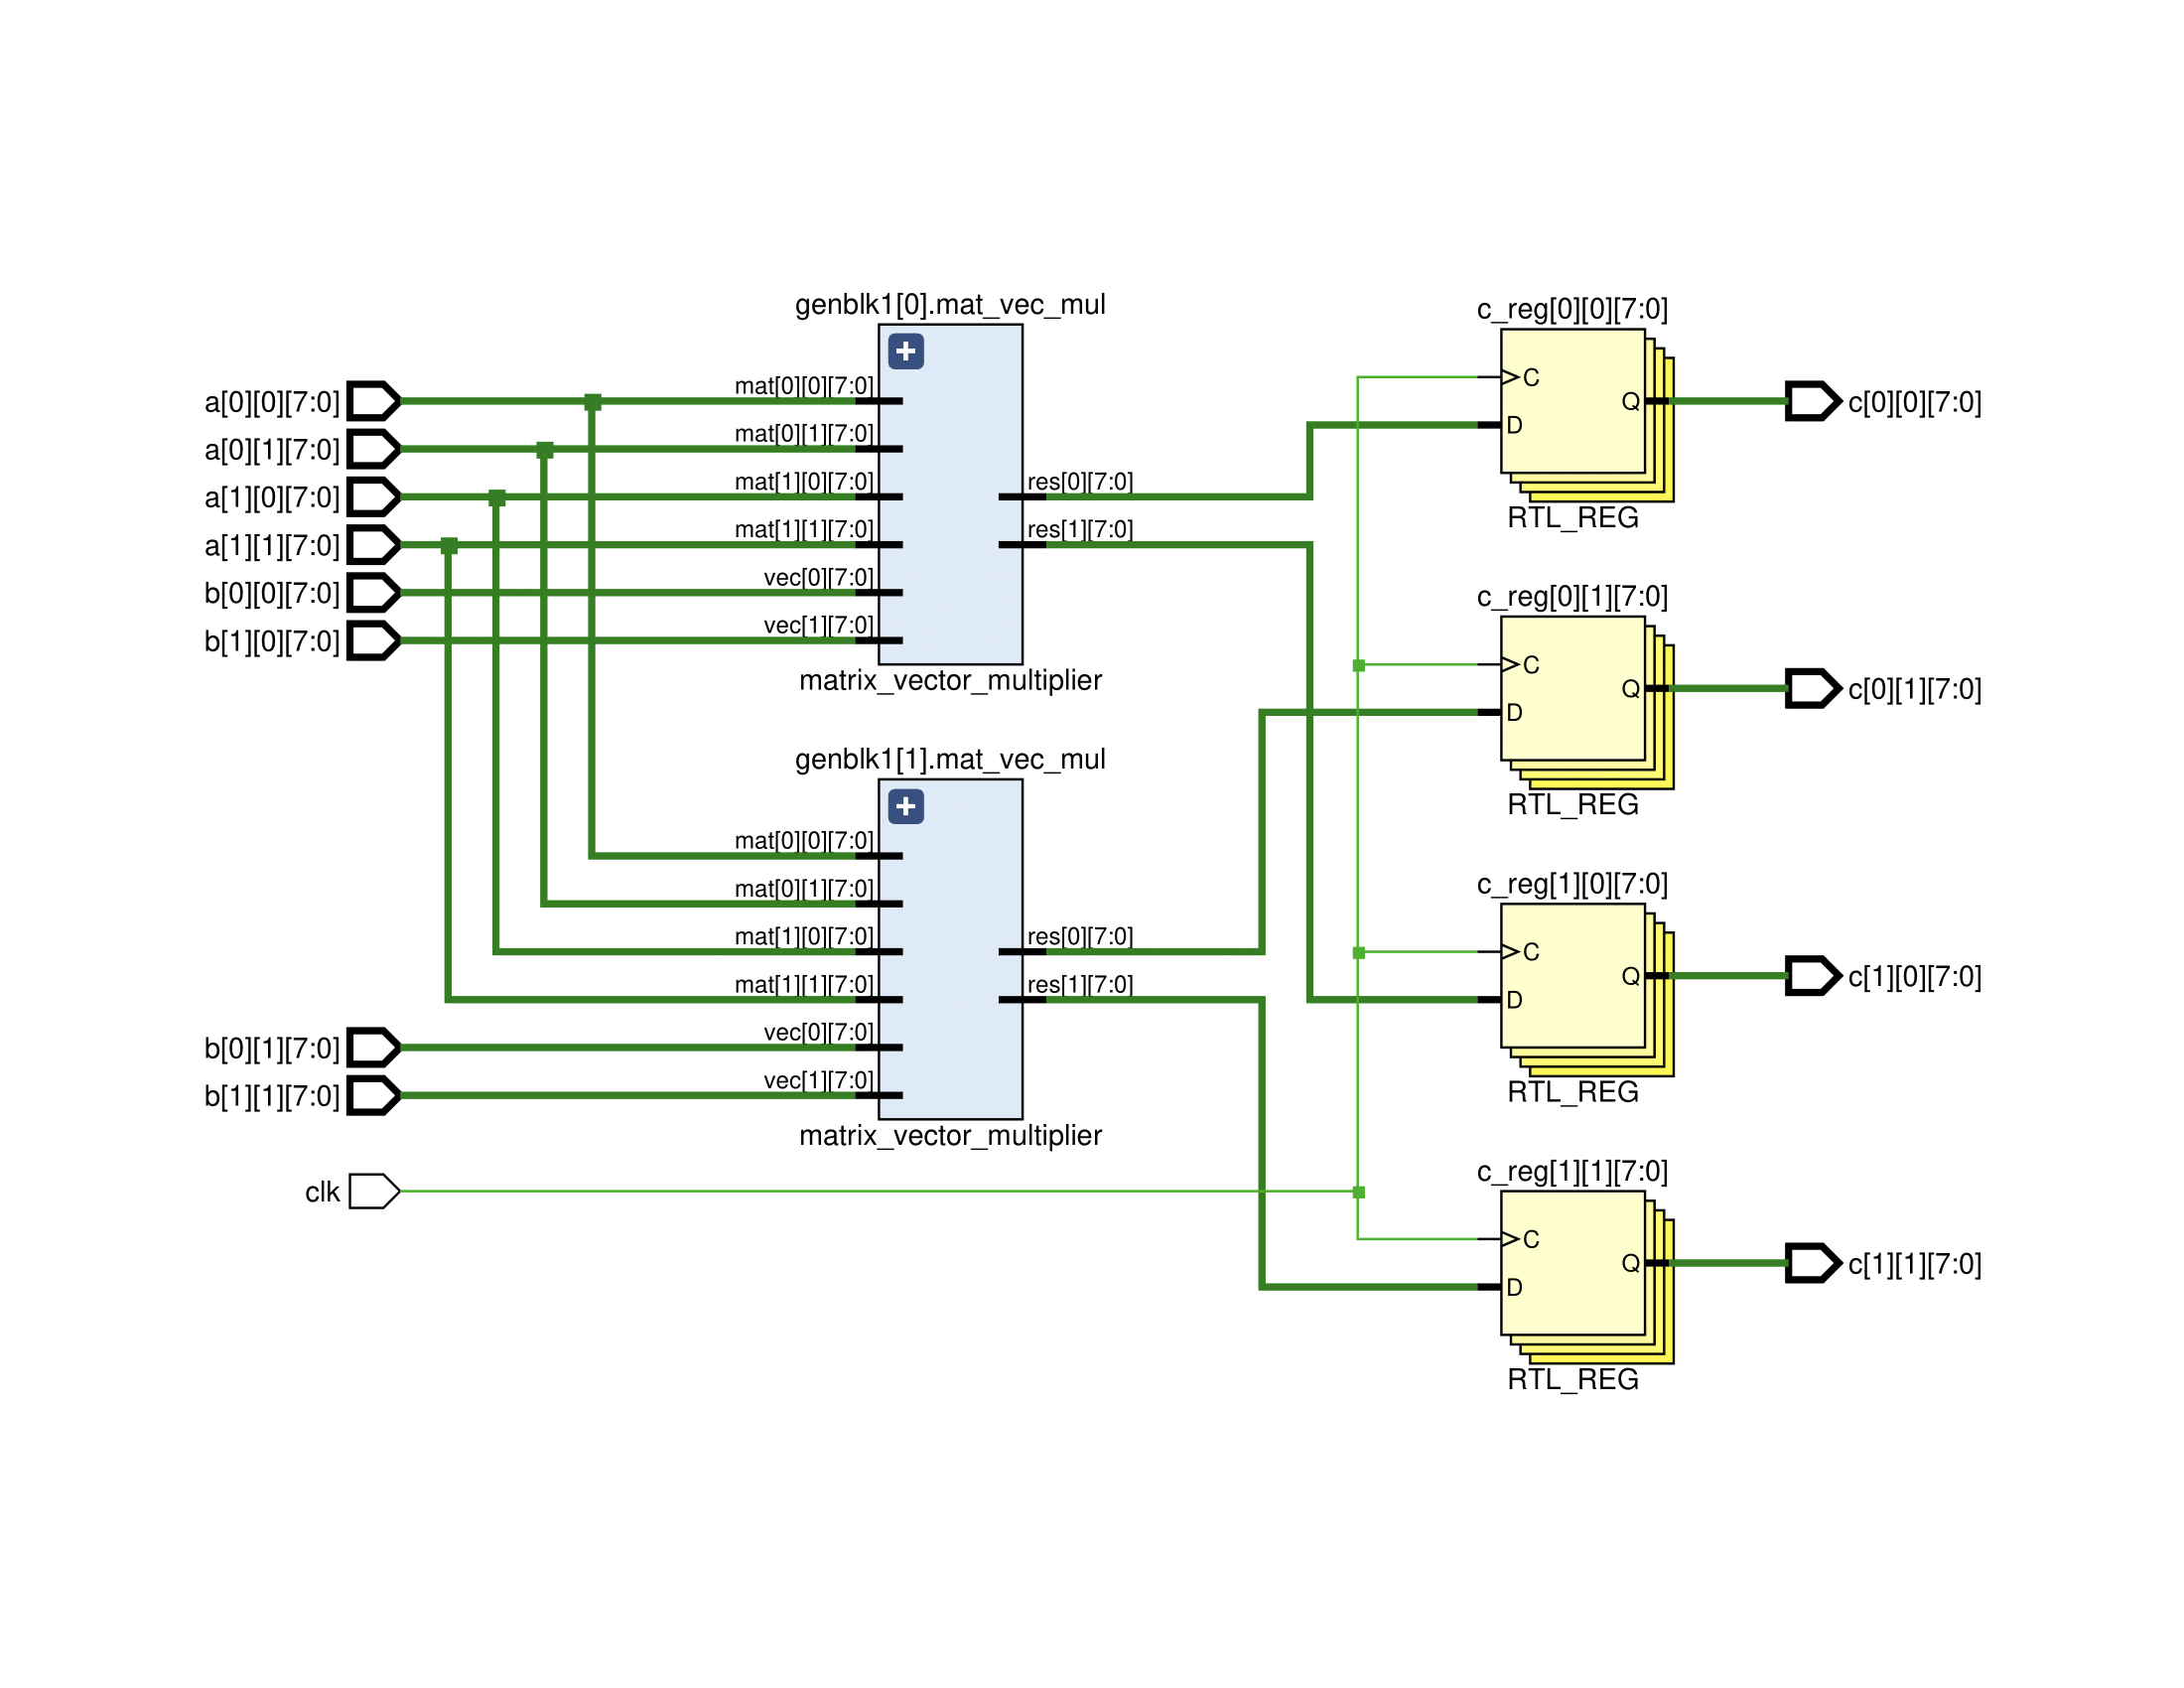 genblk1[0].mat_vec_mul
a[0][0][7:0]
a[0][1][7:0]
a[1][0][7:0]
a[1][1][7:0]
b[0][0][7:0]
b[1][0][7:0]
mat[0][0][7:0]
mat[0][1][7:0]
mat[1][0][7:0]
mat[1][1][7:0]
vec[0][7:0]
vec[1][7:0]
res[0][7:0]
res[1][7:0]
matrix_vector_multiplier
genblk1[1].mat_vec_mul
mat[0][0][7:0]
mat[0][1][7:0]
mat[1][0][7:0]
mat[1][1][7:0]
vec[0][7:0]
vec[1][7:0]
res[0][7:0]
res[1][7:0]
matrix_vector_multiplier
b[0][1][7:0]
b[1][1][7:0]
clk
c_reg[0][0][7:0]
C
D
Q
RTL_REG
c[0][0][7:0]
c_reg[0][1][7:0]
C
D
Q
RTL_REG
c[0][1][7:0]
c_reg[1][0][7:0]
C
D
Q
RTL_REG
c[1][0][7:0]
c_reg[1][1][7:0]
C
D
Q
RTL_REG
c[1][1][7:0]